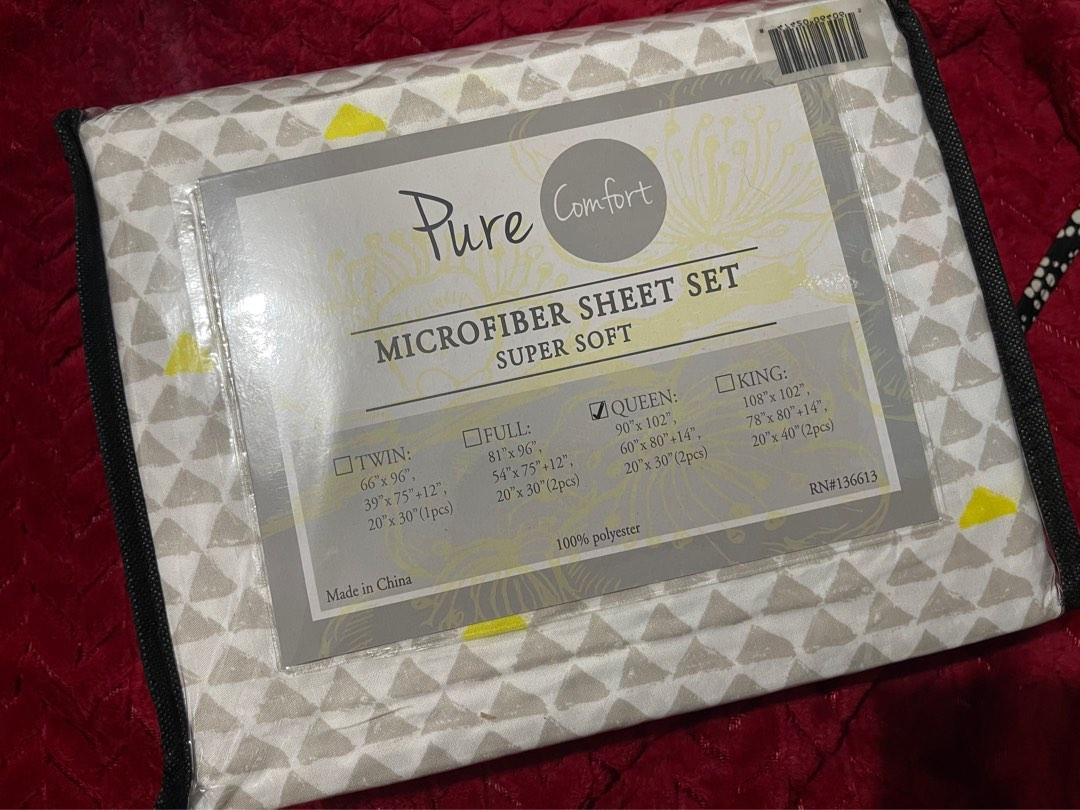 Pure Comfort
MICROFIBER SHEET SET
SUPER SOFT
TWIN:
66"x 96",
39"x 75"+12",
20"x 30"(1pcs)
FULL:
81"x 96",
54"x 75"+12",
20"x 30"(2pcs)
QUEEN:
90"x 102",
60"x 80"+14",
20"x 30"(2pcs)
KING:
108"x 102",
78"x 80"+14",
20"x 40"(2pcs)
RN#136613
100% polyester
Made in China